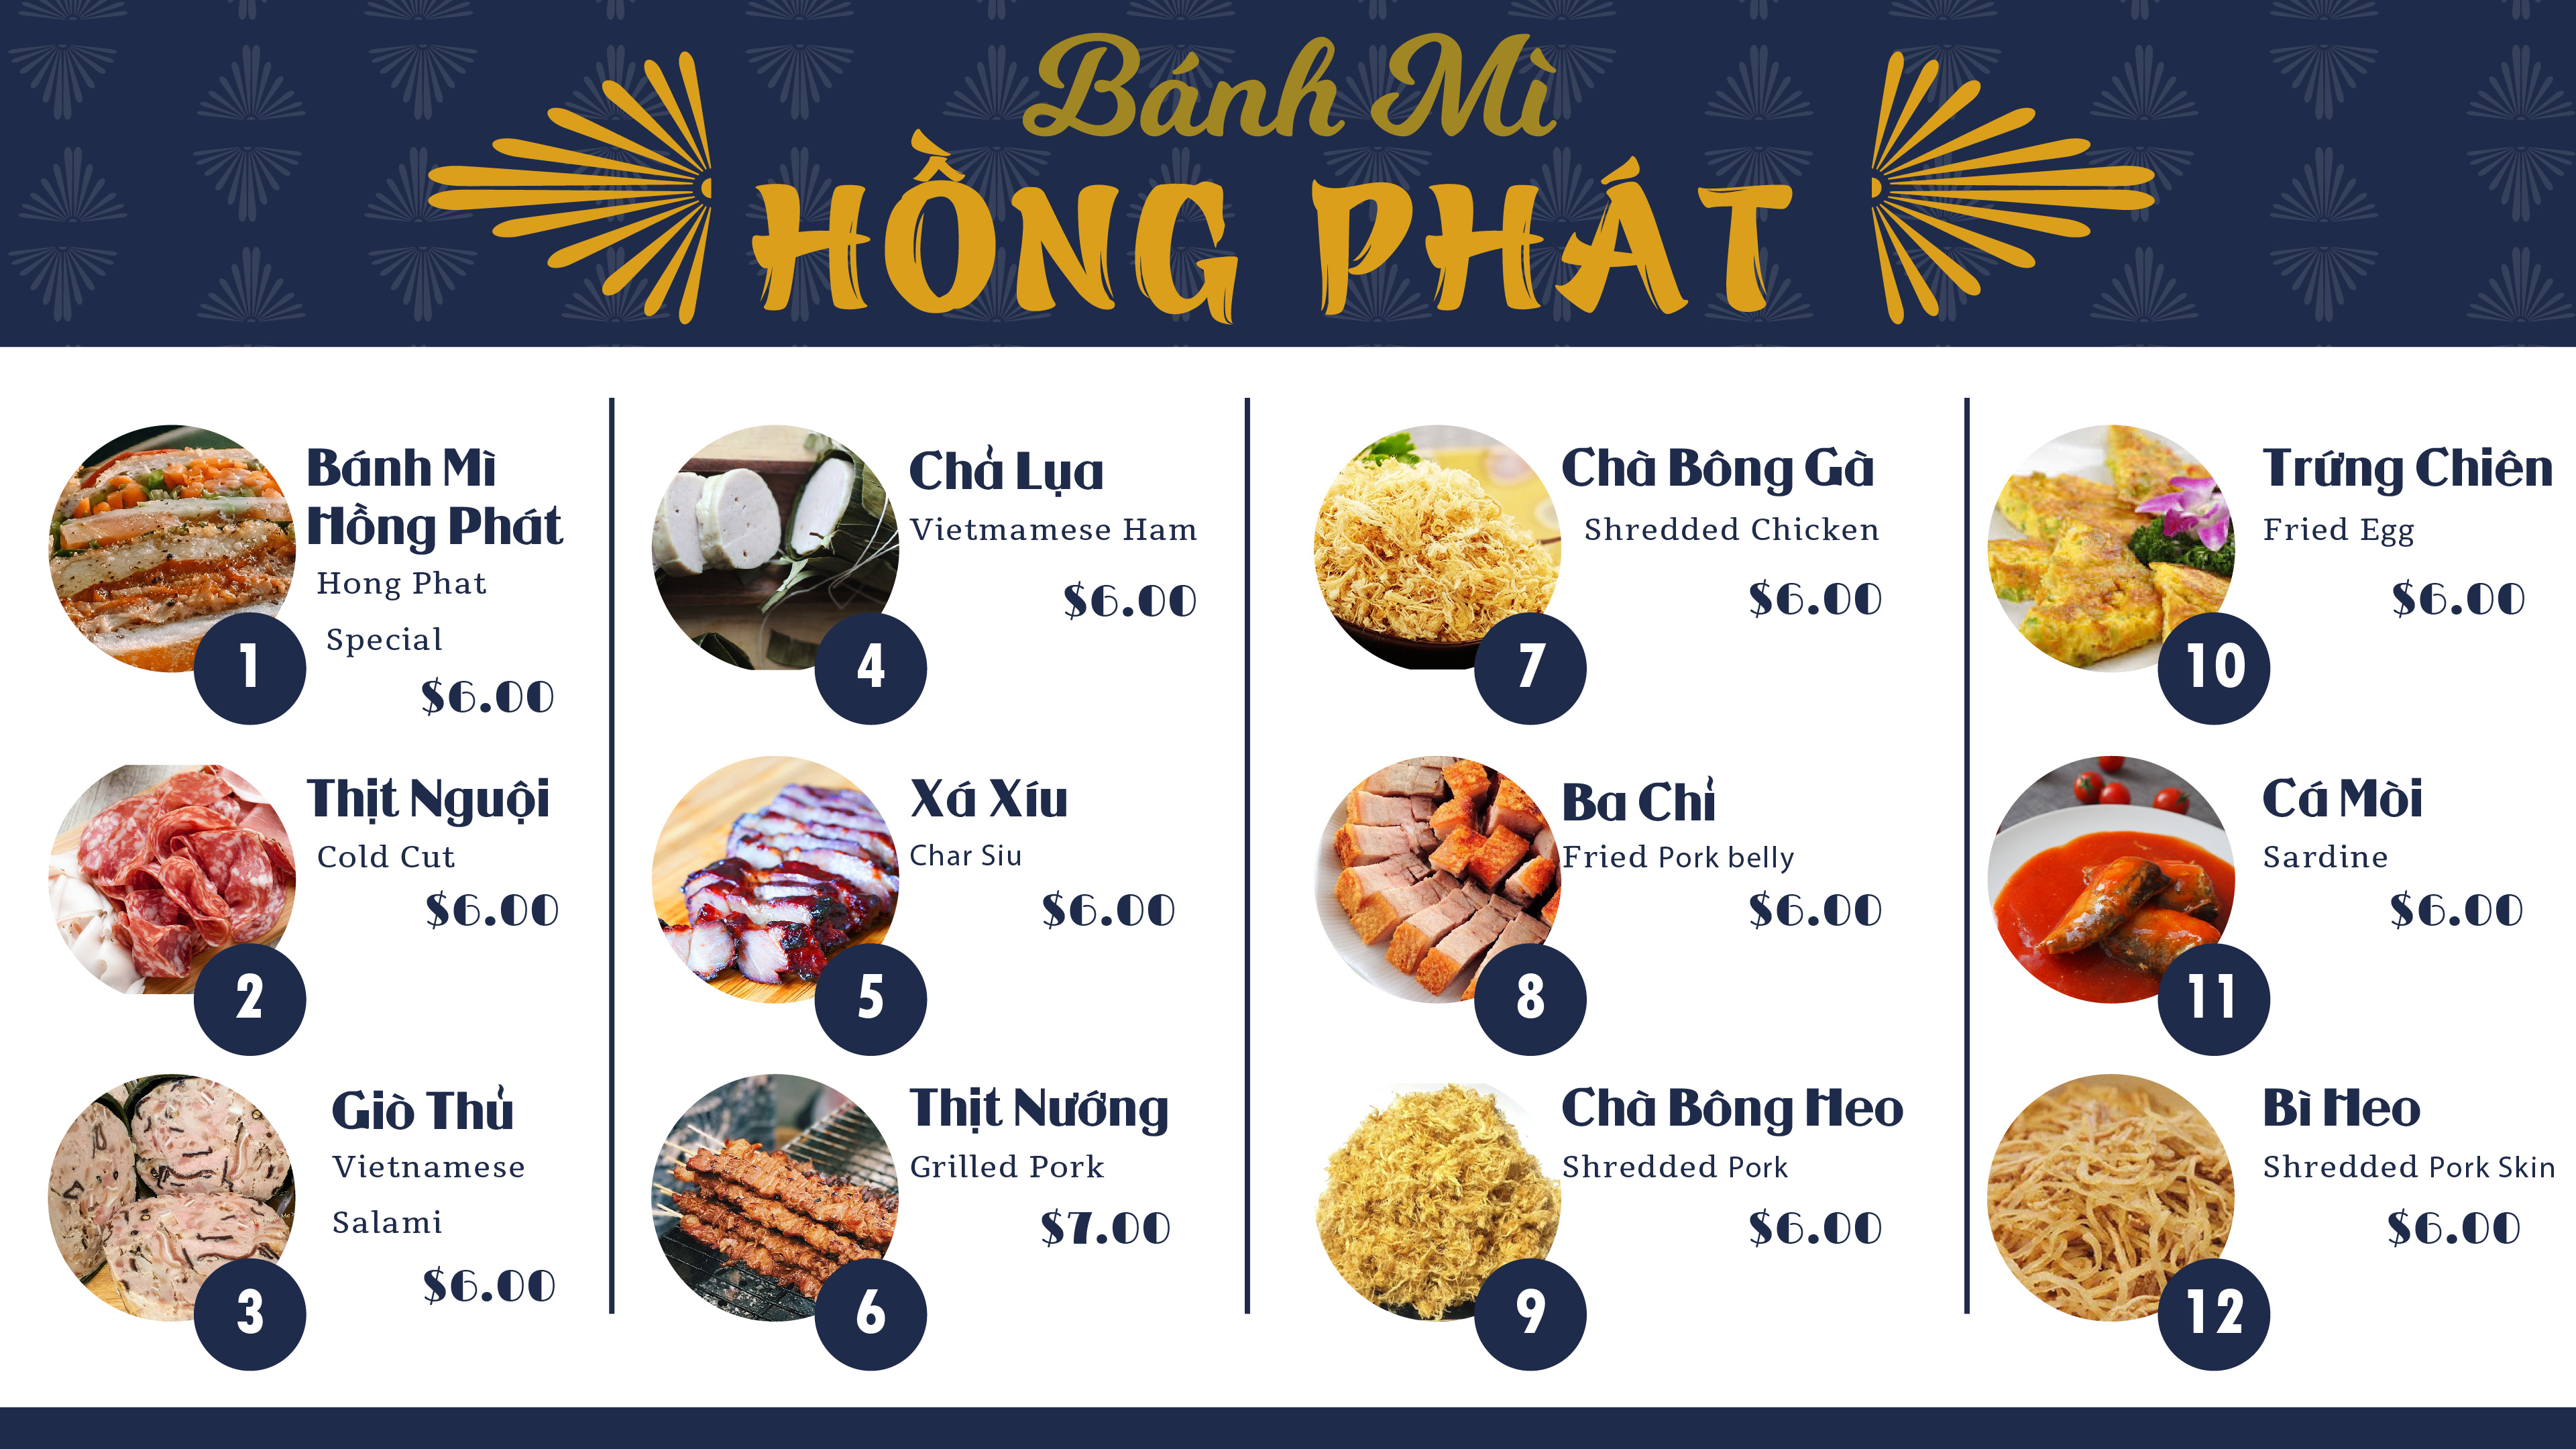 Bánh Mì
HỒNG PHÁT
Bánh Mì
Hồng Phát
Hong Phat
Special
$6.00
1
Thịt Nguội
Cold Cut
$6.00
2
Giò Thủ
Vietnamese
Salami
$6.00
3
Chả Lụa
Vietmamese Ham
$6.00
4
Xá Xíu
Char Siu
$6.00
5
Thịt Nướng
Grilled Pork
$7.00
6
Chà Bông Gà
Shredded Chicken
$6.00
7
Ba Chỉ
Fried Pork belly
$6.00
8
Chà Bông Heo
Shredded Pork
$6.00
9
Trứng Chiên
Fried Egg
$6.00
10
Cá Mòi
Sardine
$6.00
11
Bì Heo
Shredded Pork Skin
$6.00
12